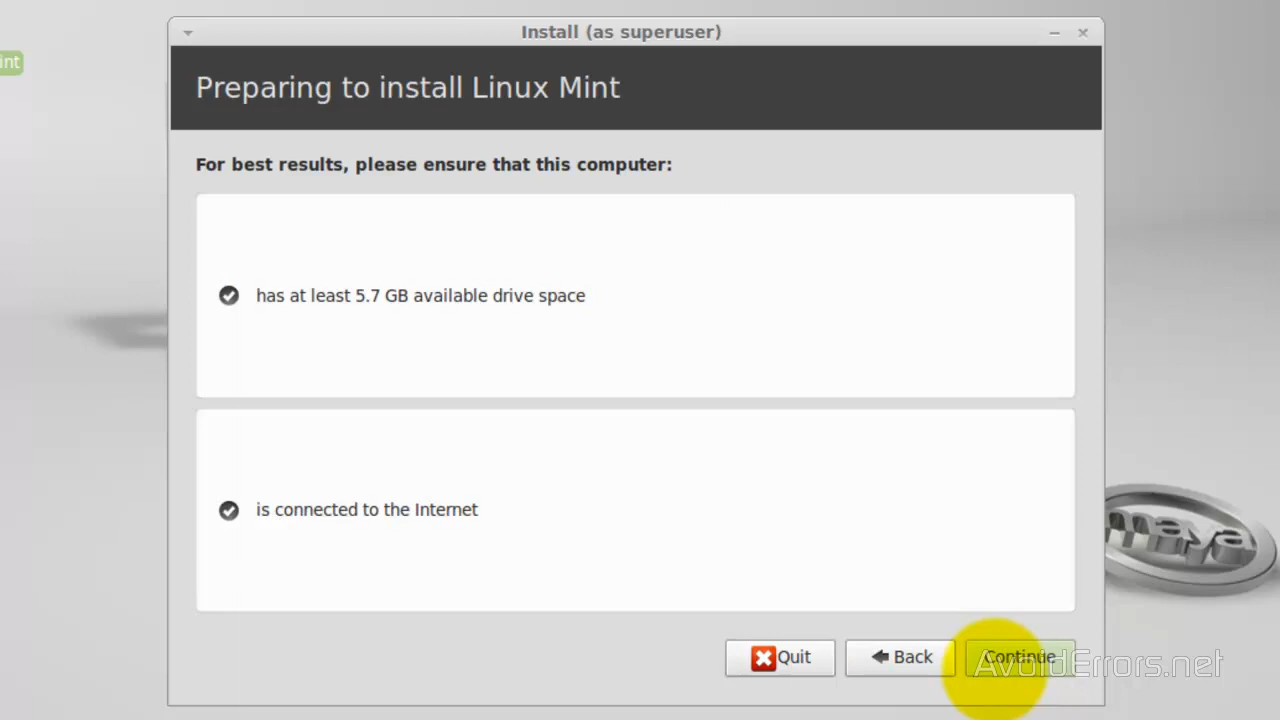 Install (as superuser)
int
Preparing to install Linux Mint
For best results, please ensure that this computer:
has at least 5.7 GB available drive space
is connected to the Internet
maya
Quit
Back
Continue
AvoidErrors.net